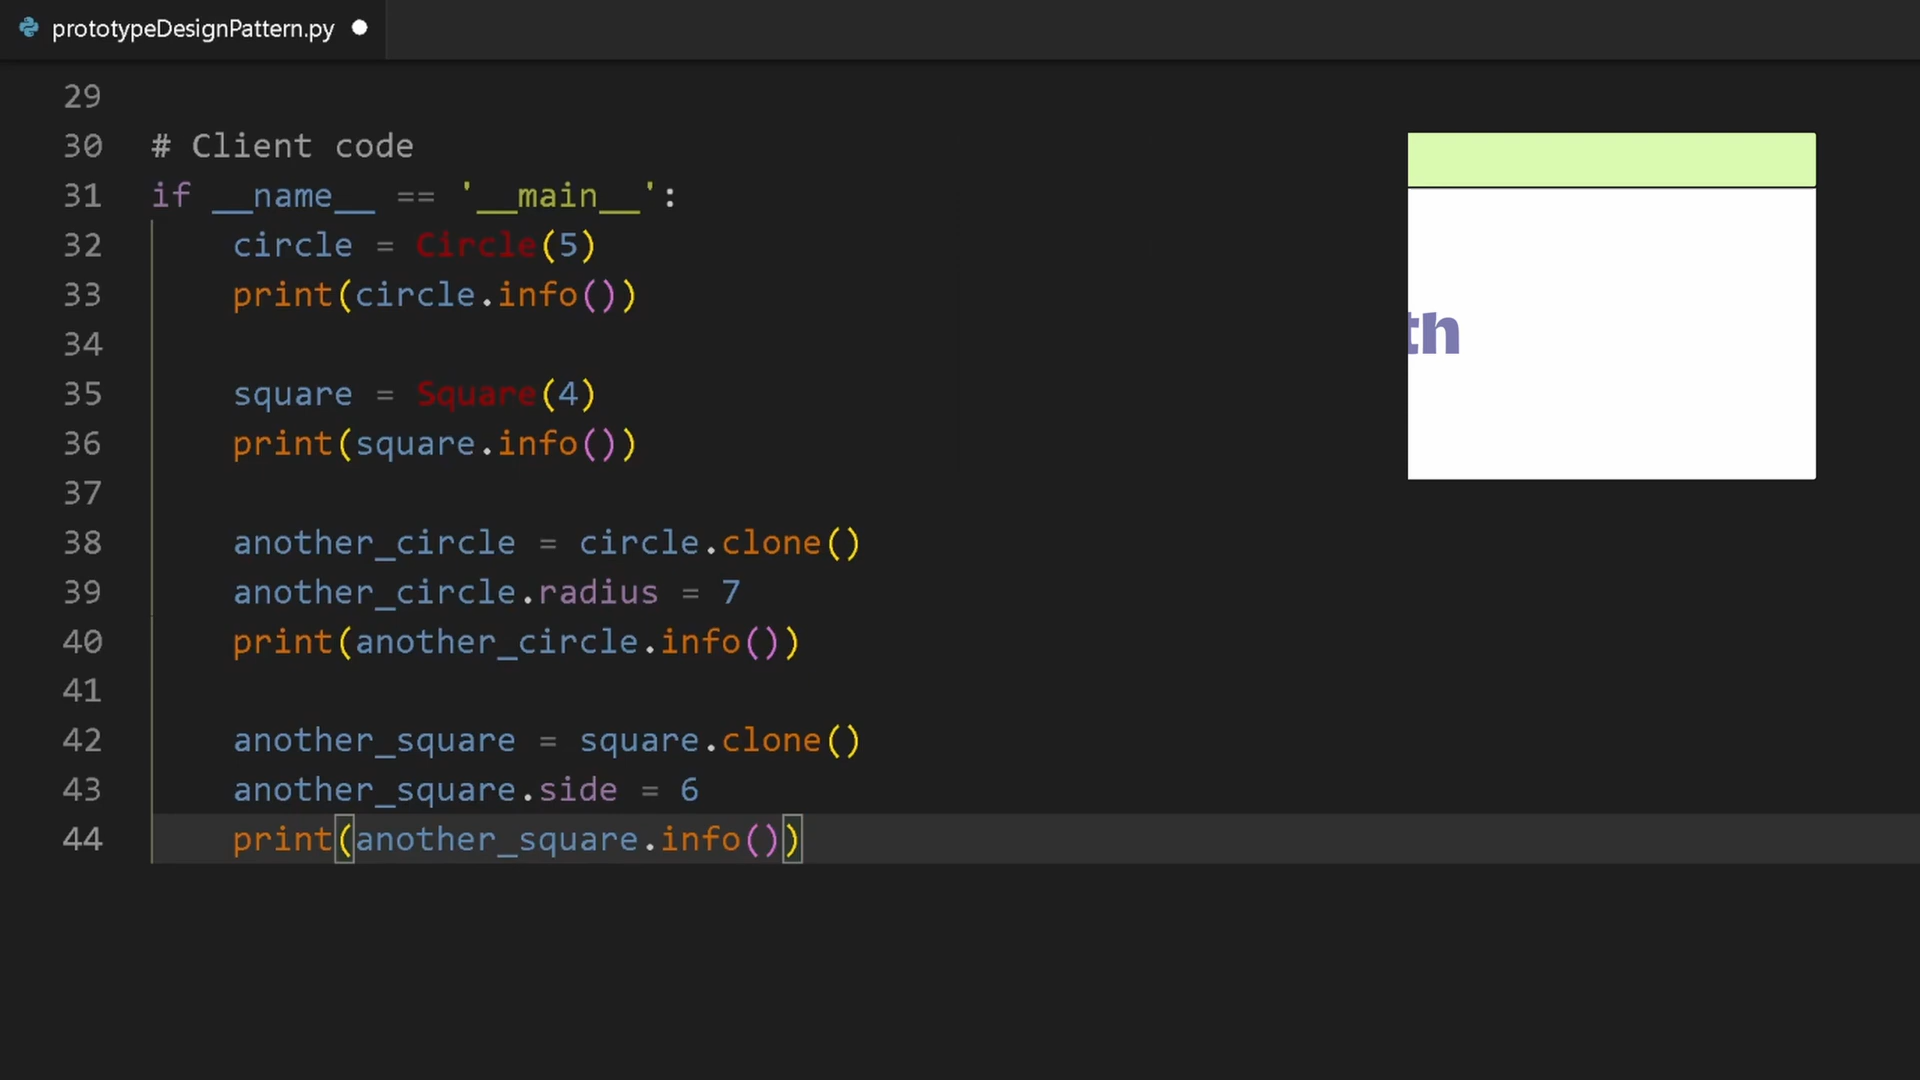 prototypeDesignPattern.py
29
30 # Client code
31 if __name__ == '__main__':
32     circle = Circle(5)
33     print(circle.info())
34
35     square = Square(4)
36     print(square.info())
37
38     another_circle = circle.clone()
39     another_circle.radius = 7
40     print(another_circle.info())
41
42     another_square = square.clone()
43     another_square.side = 6
44     print(another_square.info())
th